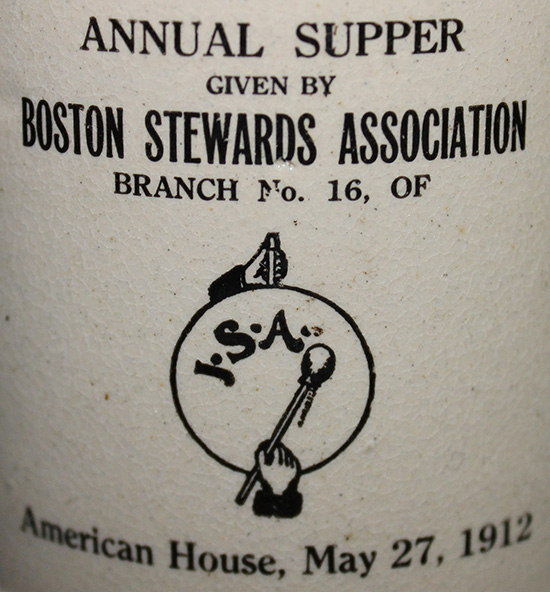 ANNUAL SUPPER
GIVEN BY
BOSTON STEWARDS ASSOCIATION
BRANCH No. 16, OF
I.S.A.
American House, May 27, 1912